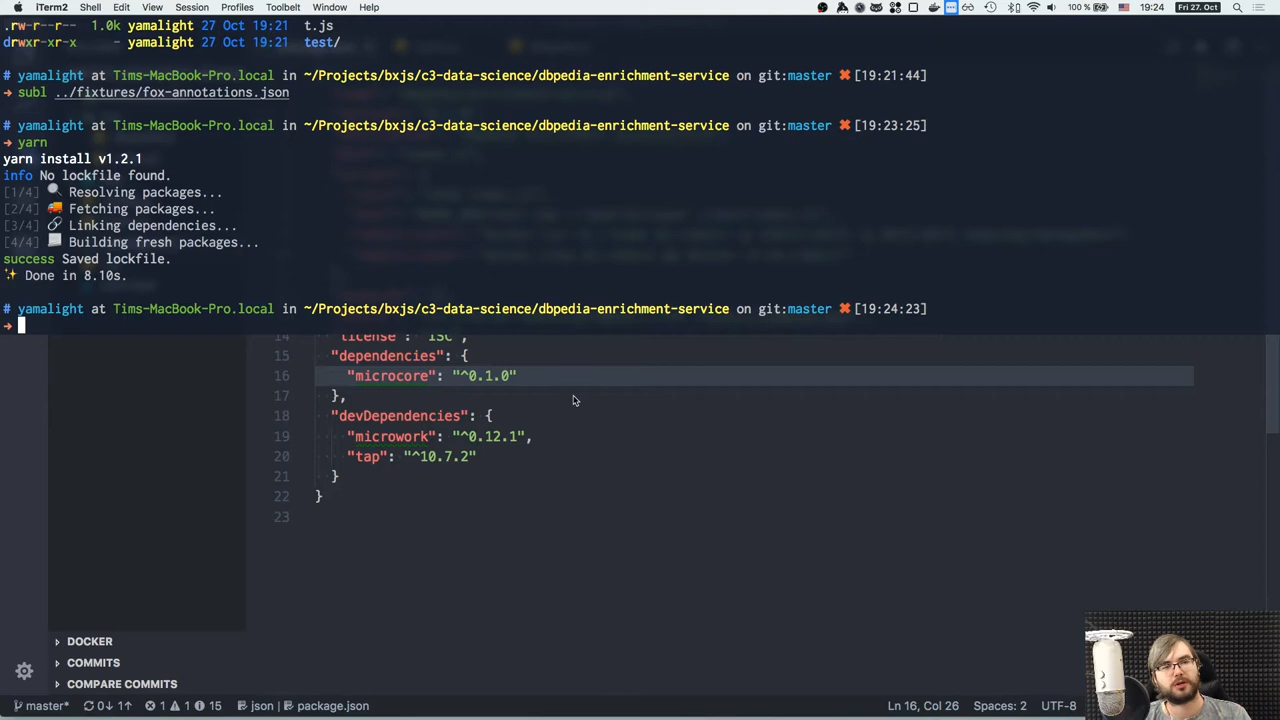 iTerm2 Shell Edit View Session Profiles Toolbelt Window Help 100 % 19:24 Fri 27. Oct
.rw-r--r-- 1.0k yamalight 27 Oct 19:21 t.js
drwxr-xr-x - yamalight 27 Oct 19:21 test/
# yamalight at Tims-MacBook-Pro.local in ~/Projects/bxjs/c3-data-science/dbpedia-enrichment-service on git:master ✖ [19:21:44]
→ subl ../fixtures/fox-annotations.json
# yamalight at Tims-MacBook-Pro.local in ~/Projects/bxjs/c3-data-science/dbpedia-enrichment-service on git:master ✖ [19:23:25]
→ yarn
yarn install v1.2.1
info No lockfile found.
[1/4] 🔍 Resolving packages...
[2/4] 🚚 Fetching packages...
[3/4] 🔗 Linking dependencies...
[4/4] 📃 Building fresh packages...
success Saved lockfile.
✨ Done in 8.10s.
# yamalight at Tims-MacBook-Pro.local in ~/Projects/bxjs/c3-data-science/dbpedia-enrichment-service on git:master ✖ [19:24:23]
→
14 "license": "ISC",
15 "dependencies": {
16 "microcore": "^0.1.0"
17 },
18 "devDependencies": {
19 "microwork": "^0.12.1",
20 "tap": "^10.7.2"
21 }
22 }
23
DOCKER
COMMITS
COMPARE COMMITS
master* 0↓ 1↑ 1 1 15 json package.json Ln 16, Col 26 Spaces: 2 UTF-8